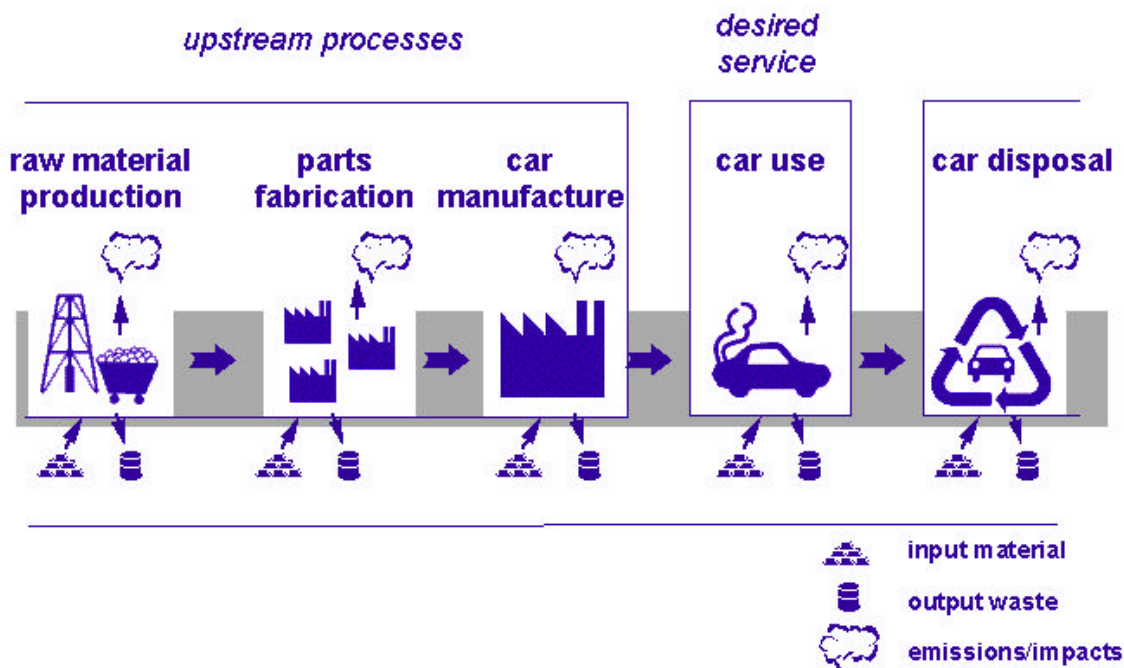 upstream processes
desired
service
raw material
production
parts
fabrication
car
manufacture
car use
car disposal
input material
output waste
emissions/impacts